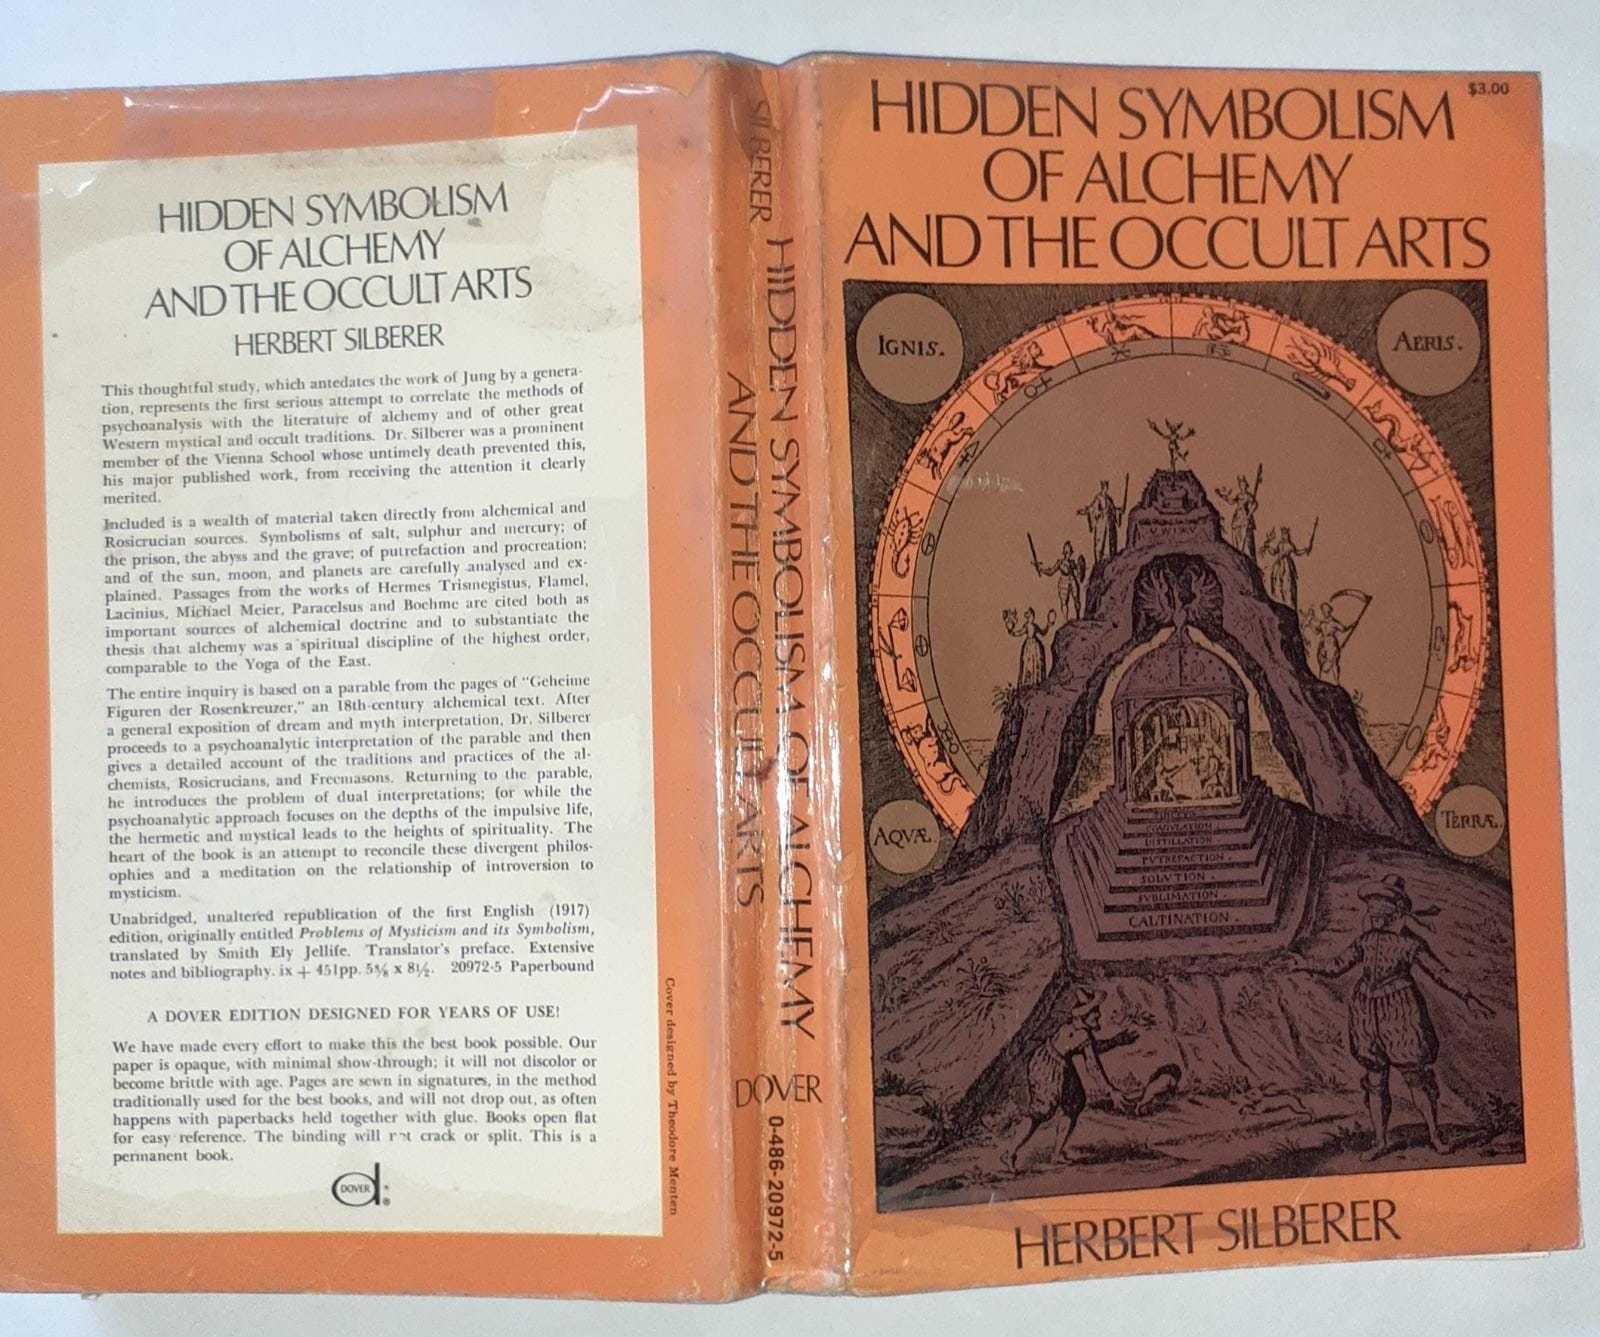 HIDDEN SYMBOLISM
OF ALCHEMY
AND THE OCCULT ARTS
HERBERT SILBERER
This thoughtful study, which antedates the work of Jung by a genera-
tion, represents the first serious attempt to correlate the methods of
psychoanalysis with the literature of alchemy and of other great
Western mystical and occult traditions. Dr. Silberer was a prominent
member of the Vienna School whose untimely death prevented this,
his major published work, from receiving the attention it clearly
merited.
Included is a wealth of material taken directly from alchemical and
Rosicrucian sources. Symbolisms of salt, sulphur and mercury; of
the prison, the abyss and the grave; of putrefaction and procreation;
and of the sun, moon, and planets are carefully analysed and ex-
plained. Passages from the works of Hermes Trismegistus, Flamel,
Lacinius, Michael Meier, Paracelsus and Boehme are cited both as
important sources of alchemical doctrine and to substantiate the
thesis that alchemy was a spiritual discipline of the highest order,
comparable to the Yoga of the East.
The entire inquiry is based on a parable from the pages of "Geheime
Figuren der Rosenkreuzer," an 18th-century alchemical text. After
a general exposition of dream and myth interpretation, Dr. Silberer
proceeds to a psychoanalytic interpretation of the parable and then
gives a detailed account of the traditions and practices of the al-
chemists, Rosicrucians, and Freemasons. Returning to the parable,
he introduces the problem of dual interpretations; for while the
psychoanalytic approach focuses on the depths of the impulsive life,
the hermetic and mystical leads to the heights of spirituality. The
heart of the book is an attempt to reconcile these divergent philos-
ophies and a meditation on the relationship of introversion to
mysticism.
Unabridged, unaltered republication of the first English (1917)
edition, originally entitled Problems of Mysticism and its Symbolism,
translated by Smith Ely Jellife. Translator's preface. Extensive
notes and bibliography. ix + 451pp. 5⅜ x 8½. 20972-5 Paperbound
A DOVER EDITION DESIGNED FOR YEARS OF USE!
We have made every effort to make this the best book possible. Our
paper is opaque, with minimal show-through; it will not discolor or
become brittle with age. Pages are sewn in signatures, in the method
traditionally used for the best books, and will not drop out, as often
happens with paperbacks held together with glue. Books open flat
for easy reference. The binding will not crack or split. This is a
permanent book.
DOVER
Cover designed by Theodore Menten
SILBERER HIDDEN SYMBOLISM OF ALCHEMY
AND THE OCCULT ARTS
DOVER
0-486-20972-5
$3.00
HIDDEN SYMBOLISM
OF ALCHEMY
AND THE OCCULT ARTS
IGNIS.
AERIS.
AQVÆ.
TERRÆ.
DISTILLATION
PVTREFACTION.
SOLVTION.
SVBLIMATION
CALTINATION.
HERBERT SILBERER